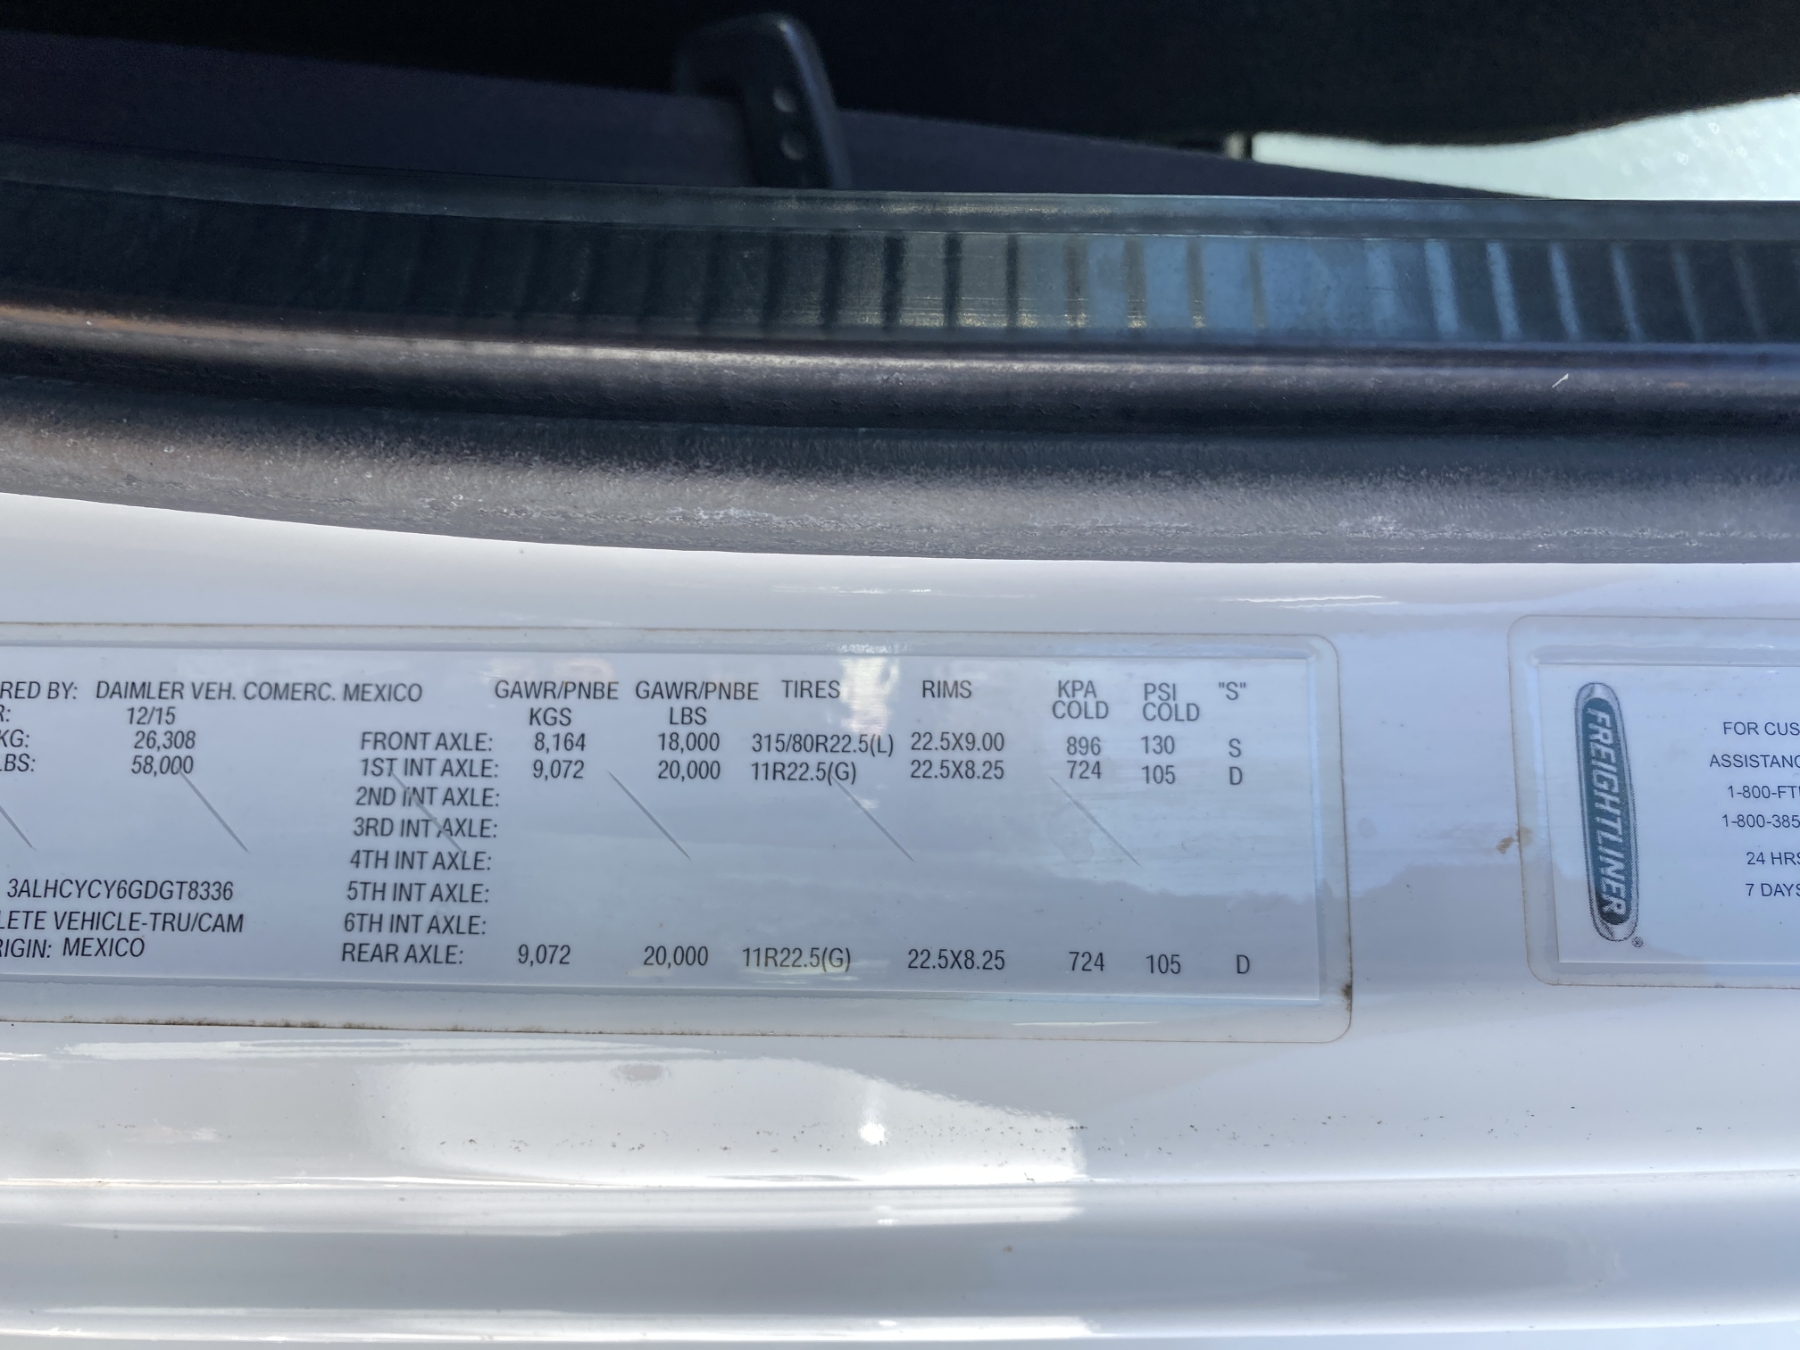 RED BY: DAIMLER VEH. COMERC. MEXICO GAWR/PNBE GAWR/PNBE TIRES RIMS KPA PSI "S"
R: 12/15 KGS LBS COLD COLD
KG: 26,308 FRONT AXLE: 8,164 18,000 315/80R22.5(L) 22.5X9.00 896 130 S
LBS: 58,000 1ST INT AXLE: 9,072 20,000 11R22.5(G) 22.5X8.25 724 105 D
2ND INT AXLE:
3RD INT AXLE:
4TH INT AXLE:
3ALHCYCY6GDGT8336 5TH INT AXLE:
LETE VEHICLE-TRU/CAM 6TH INT AXLE:
RIGIN: MEXICO REAR AXLE: 9,072 20,000 11R22.5(G) 22.5X8.25 724 105 D
FREIGHTLINER®
FOR CUS
ASSISTANC
1-800-FT
1-800-385
24 HRS
7 DAYS